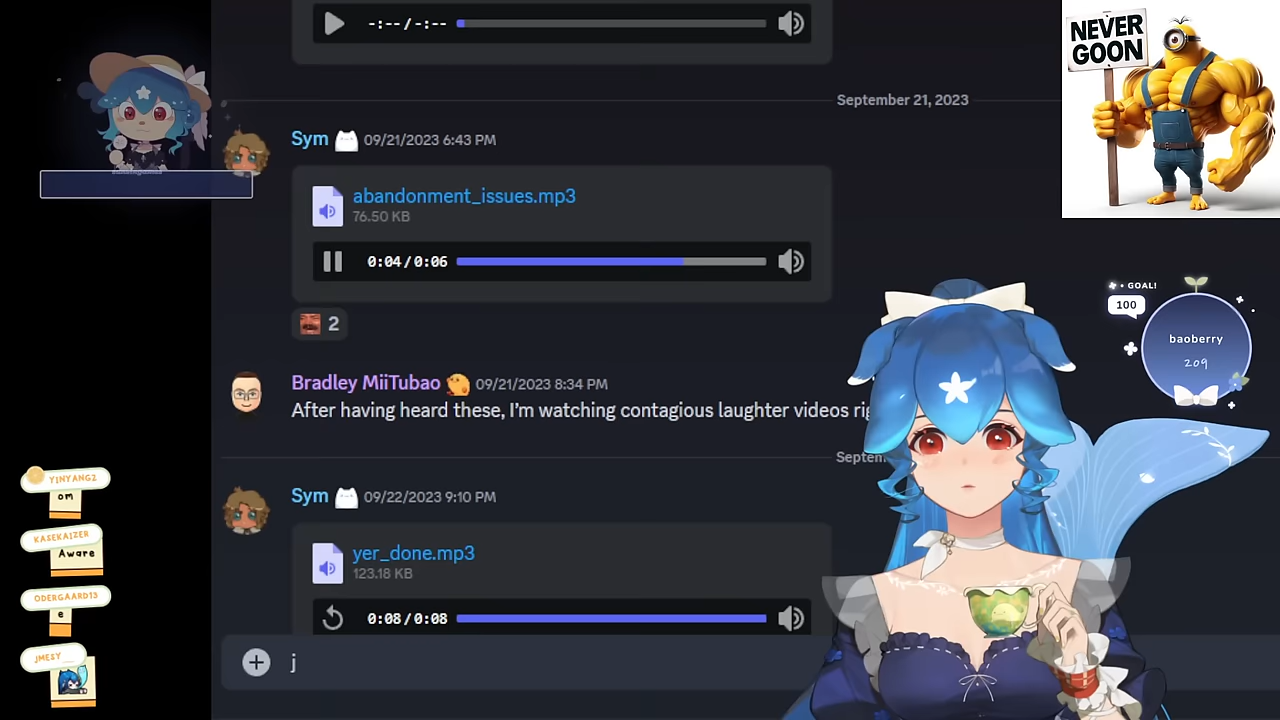 -:--/-:--
NEVER
GOON
September 21, 2023
Sym 09/21/2023 6:43 PM
abandonment_issues.mp3
76.50 KB
0:04/0:06
2
GOAL!
100
baoberry
209
Bradley MiiTubao 09/21/2023 8:34 PM
After having heard these, I'm watching contagious laughter videos
Sym 09/22/2023 9:10 PM
yer_done.mp3
123.18 KB
0:08/0:08
j
YINYANG2
om
KASEKAIZER
Aware
ODERGAARD13
e
JMESY